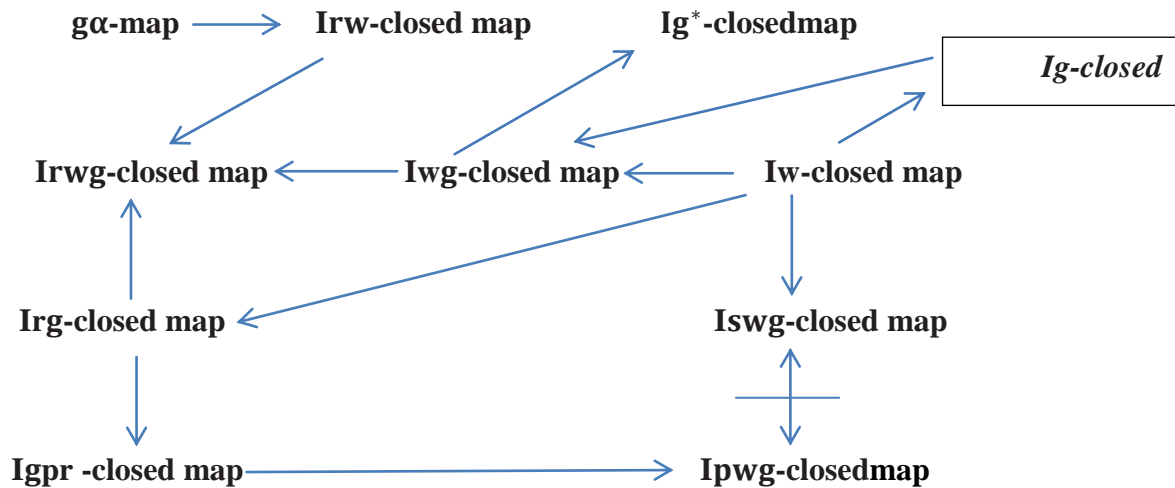 gα-map
Irw-closed map
Ig*-closedmap
Ig-closed
Irwg-closed map
Iwg-closed map
Iw-closed map
Irg-closed map
Iswg-closed map
Igpr -closed map
Ipwg-closedmap